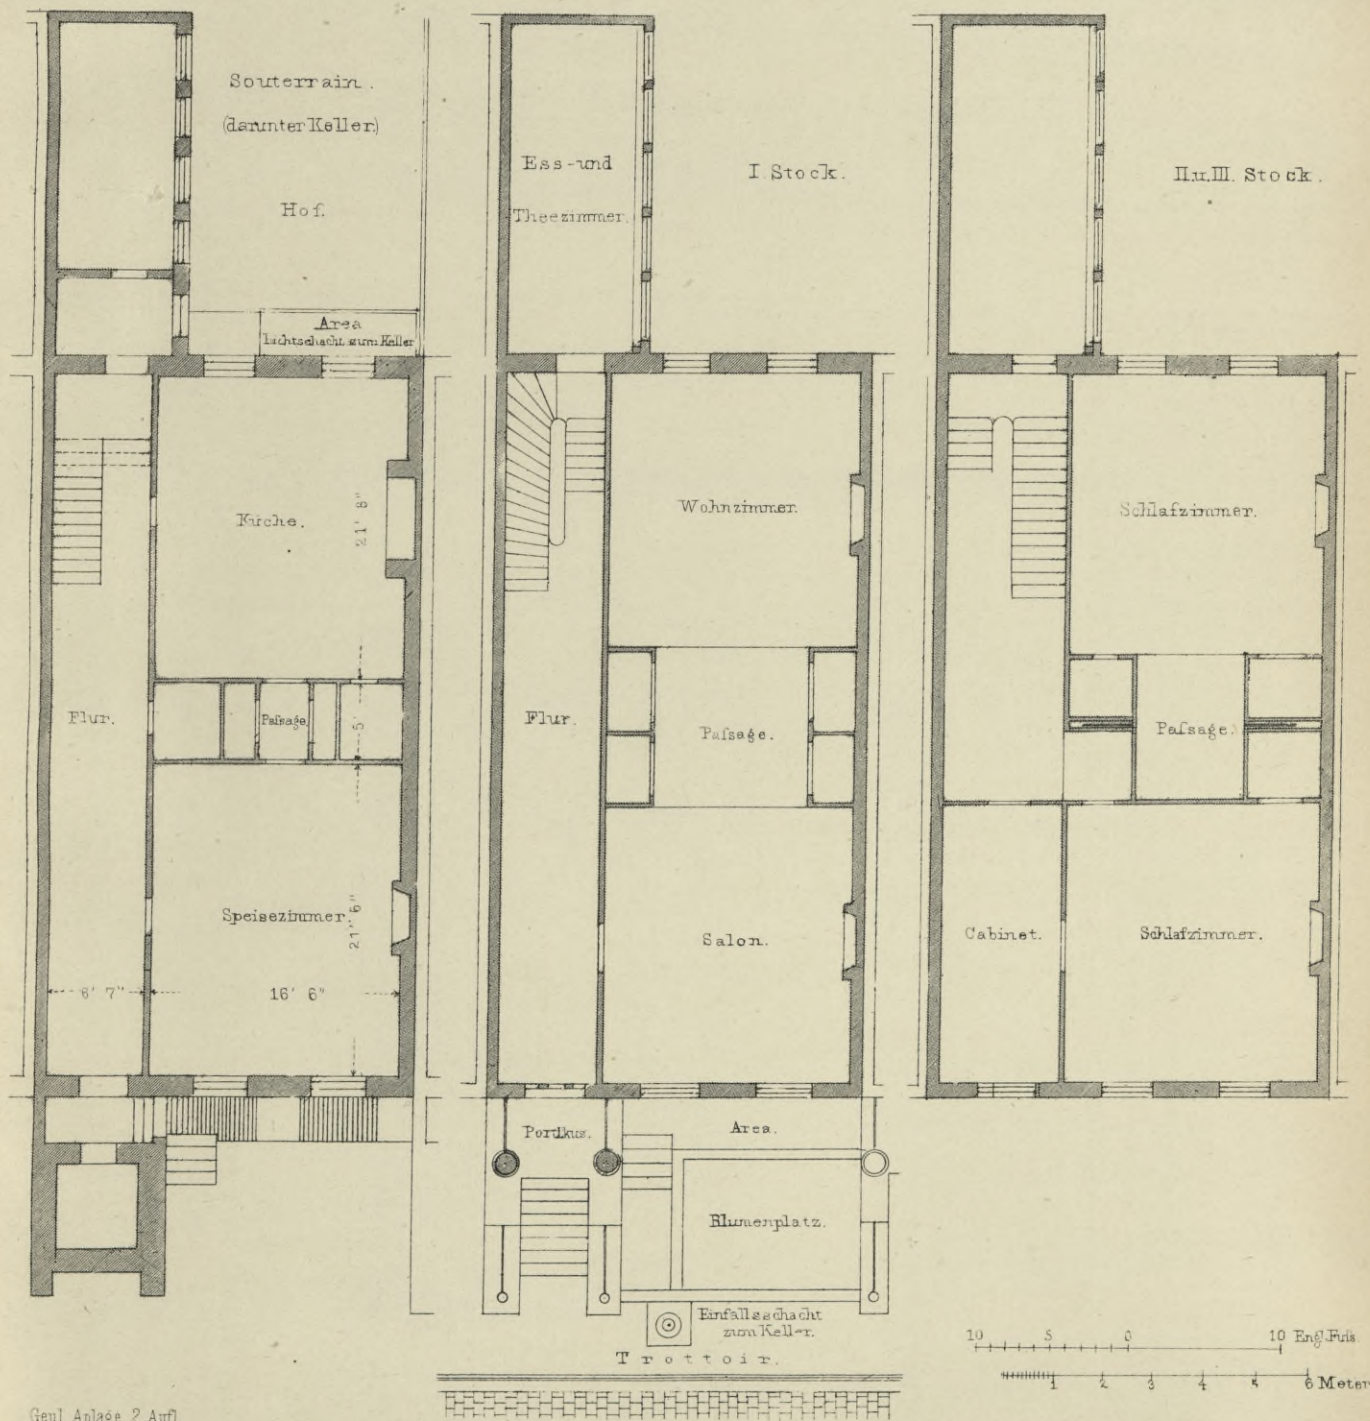 Souterrain.
(darunter Keller.)
Hof.
Area
Lichtschacht zum Keller
Küche.
21' 8"
Flur.
Paſsage.
5'
Speisezimmer.
21' 6"
6' 7"
16' 6"
Ess-und
Theezimmer.
I. Stock.
Wohnzimmer.
Flur.
Paſsage.
Salon.
Portikus.
Area.
Blumenplatz.
Einfallsschacht
zum Keller.
Trottoir.
II.u.III. Stock.
Schlafzimmer.
Paſsage.
Cabinet.
Schlafzimmer.
10 5 0 10 Engl. Fuſs
1 2 3 4 5 6 Meter
Geul Anlage 2 Aufl